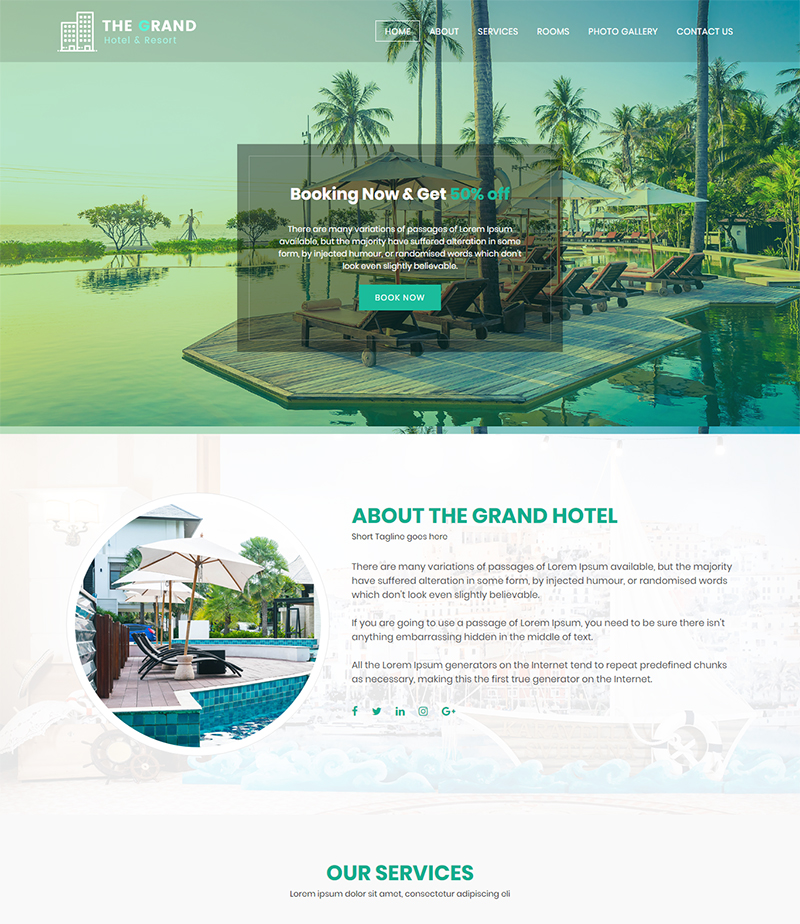 THE GRAND
Hotel & Resort
HOME ABOUT SERVICES ROOMS PHOTO GALLERY CONTACT US
Booking Now & Get 50% off
There are many variations of passages of Lorem Ipsum
available, but the majority have suffered alteration in some
form, by injected humour, or randomised words which don't
look even slightly believable.
BOOK NOW
ABOUT THE GRAND HOTEL
Short Tagline goes here
There are many variations of passages of Lorem Ipsum available, but the majority
have suffered alteration in some form, by injected humour, or randomised words
which don't look even slightly believable.
If you are going to use a passage of Lorem Ipsum, you need to be sure there isn't
anything embarrassing hidden in the middle of text.
All the Lorem Ipsum generators on the Internet tend to repeat predefined chunks
as necessary, making this the first true generator on the Internet.
OUR SERVICES
Lorem ipsum dolor sit amet, consectetur adipiscing eli